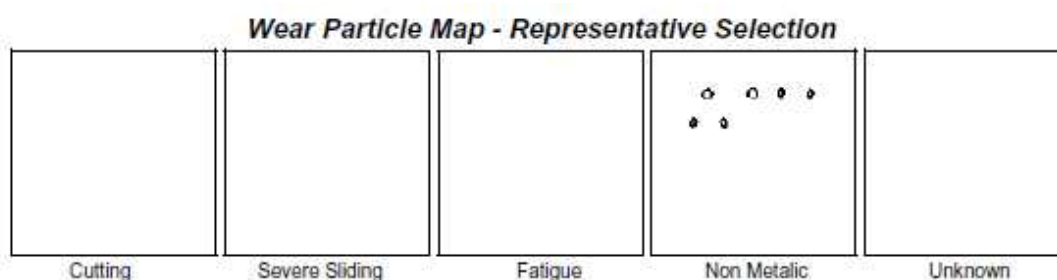 Wear Particle Map - Representative Selection
Cutting Severe Sliding Fatigue Non Metalic Unknown